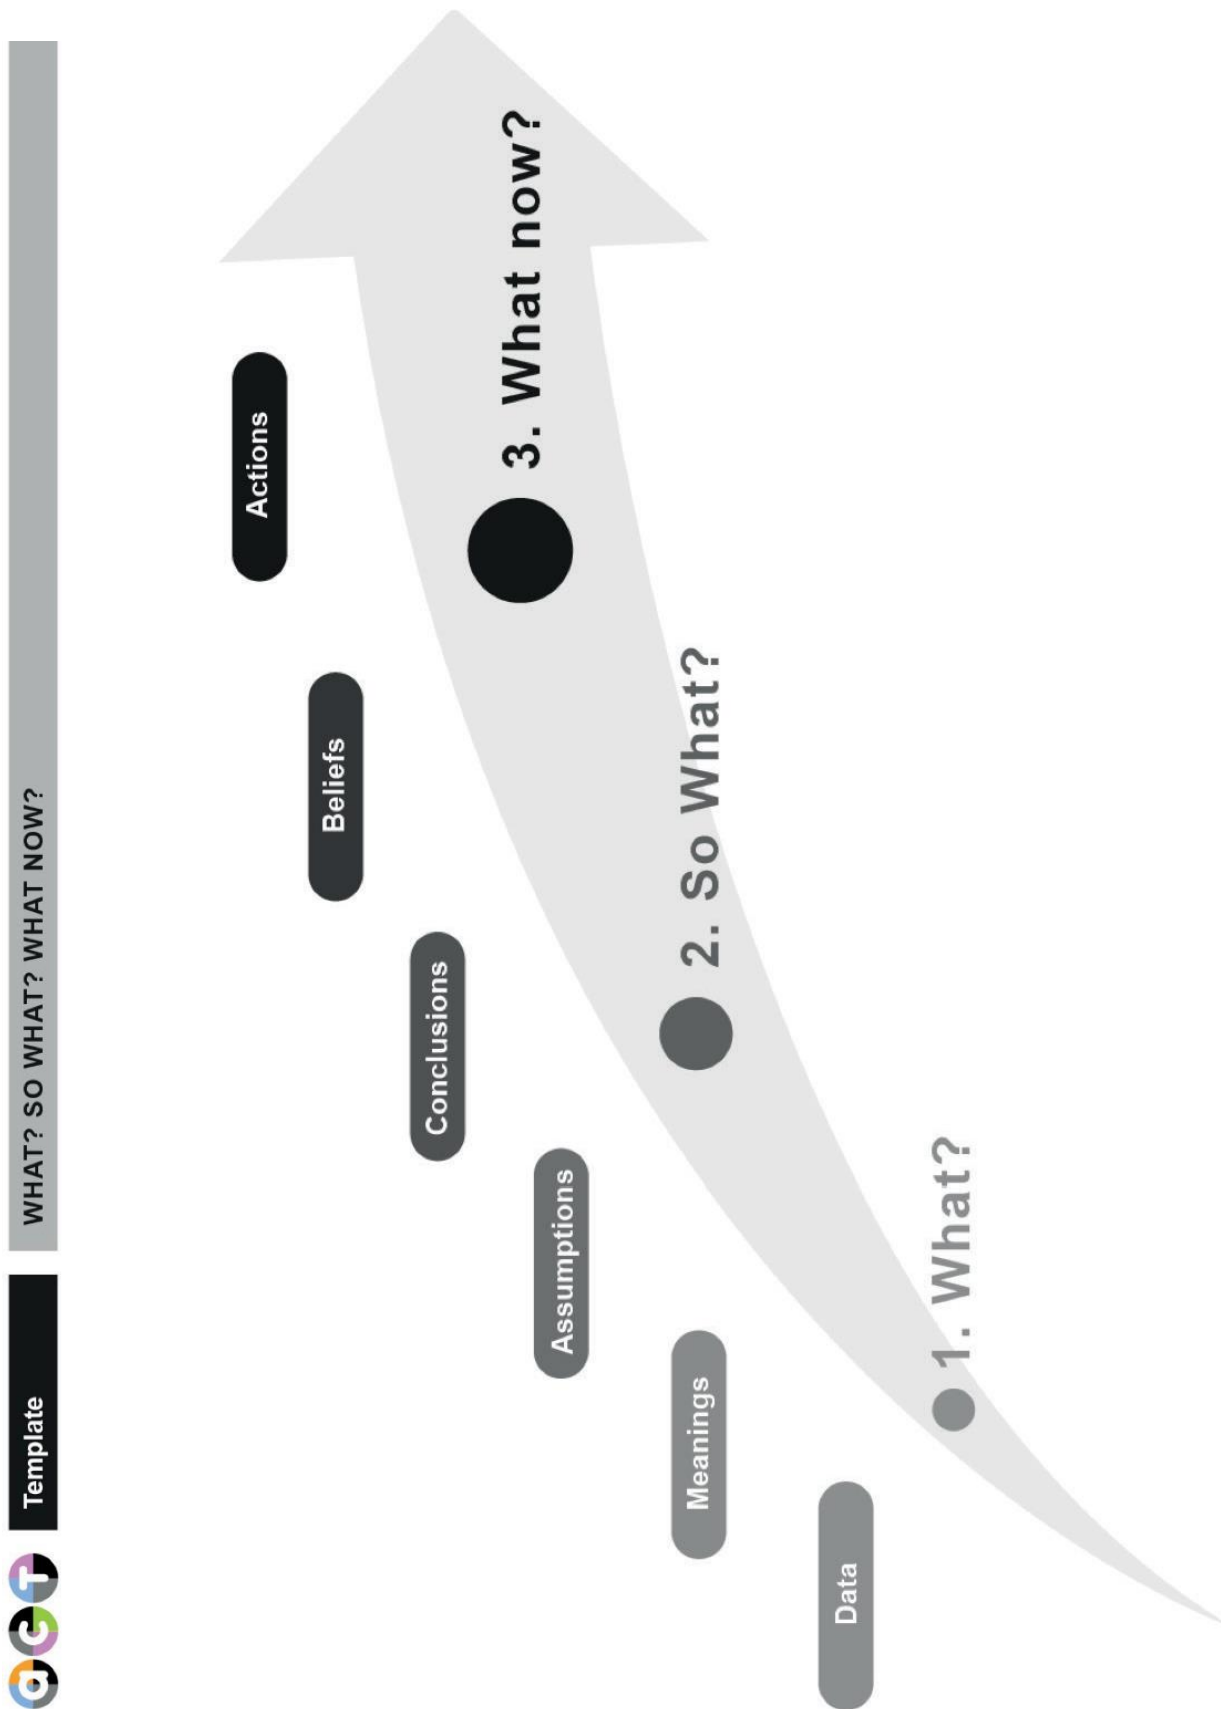 act
Template
WHAT? SO WHAT? WHAT NOW?
Actions
Beliefs
Conclusions
Assumptions
Meanings
Data
3. What now?
2. So What?
1. What?